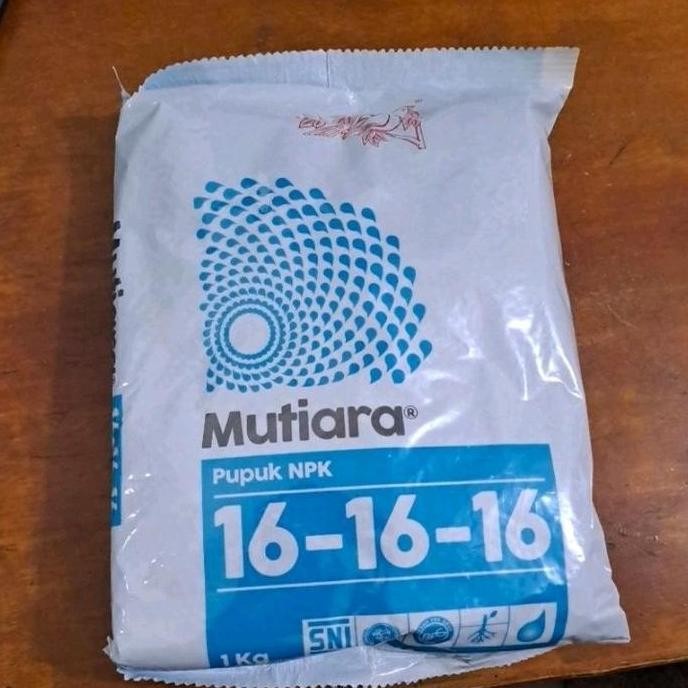 Mutiara®
Pupuk NPK
16-16-16
1 Kg
SNI